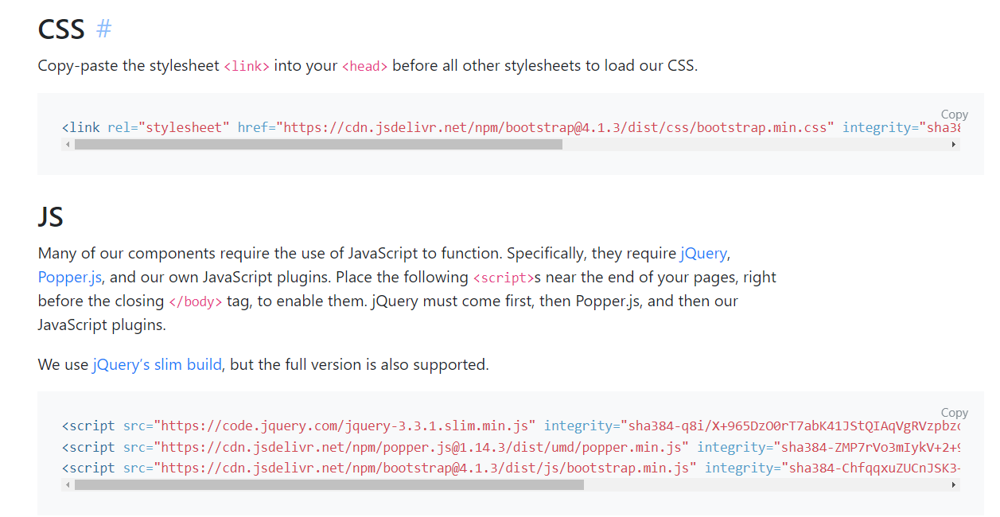 CSS #
Copy-paste the stylesheet <link> into your <head> before all other stylesheets to load our CSS.
Copy
<link rel="stylesheet" href="https://cdn.jsdelivr.net/npm/bootstrap@4.1.3/dist/css/bootstrap.min.css" integrity="sha38
JS
Many of our components require the use of JavaScript to function. Specifically, they require jQuery,
Popper.js, and our own JavaScript plugins. Place the following <script>s near the end of your pages, right
before the closing </body> tag, to enable them. jQuery must come first, then Popper.js, and then our
JavaScript plugins.
We use jQuery’s slim build, but the full version is also supported.
Copy
<script src="https://code.jquery.com/jquery-3.3.1.slim.min.js" integrity="sha384-q8i/X+965DzO0rT7abK41JStQIAqVgRVzpbzo
<script src="https://cdn.jsdelivr.net/npm/popper.js@1.14.3/dist/umd/popper.min.js" integrity="sha384-ZMP7rVo3mIykV+2+9
<script src="https://cdn.jsdelivr.net/npm/bootstrap@4.1.3/dist/js/bootstrap.min.js" integrity="sha384-ChfqqxuZUCnJSK3+